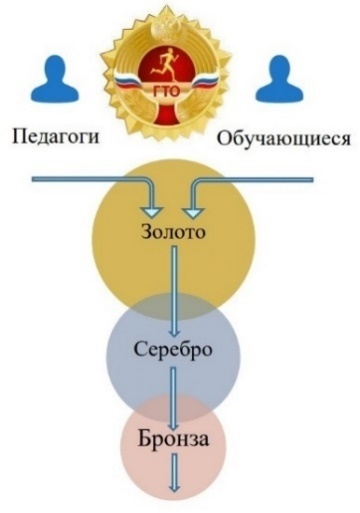 ГТО
Педагоги
Обучающиеся
Золото
Серебро
Бронза